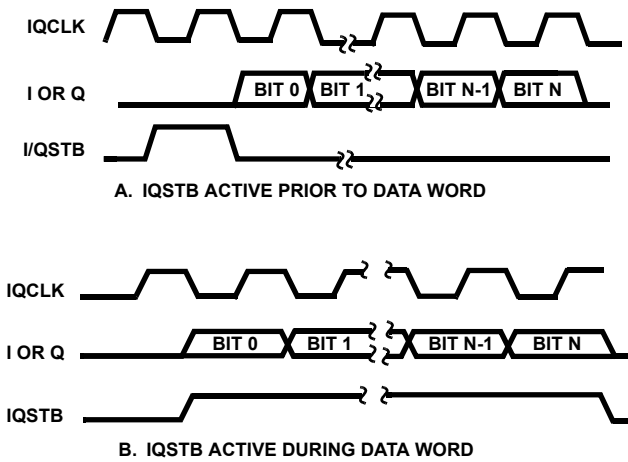 IQCLK
I OR Q
BIT 0 BIT 1 BIT N-1 BIT N
I/QSTB
A. IQSTB ACTIVE PRIOR TO DATA WORD
IQCLK
I OR Q
BIT 0 BIT 1 BIT N-1 BIT N
IQSTB
B. IQSTB ACTIVE DURING DATA WORD